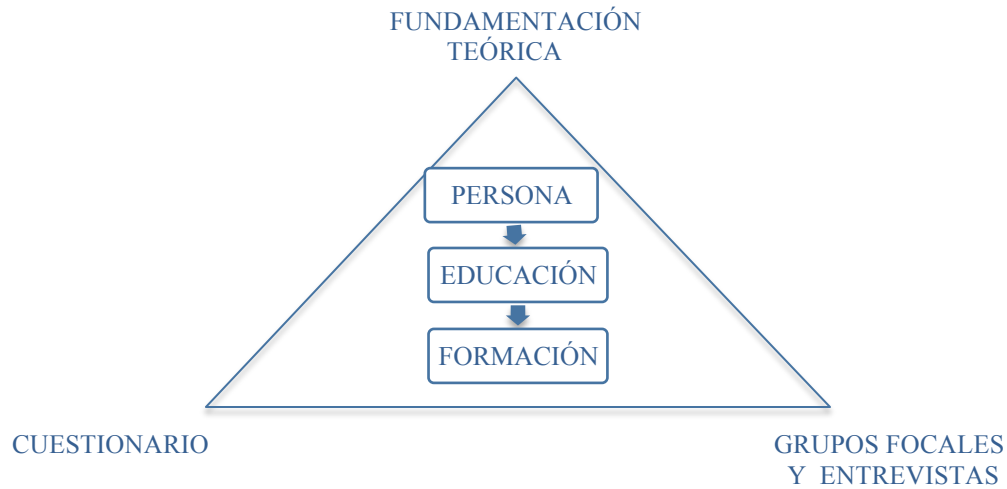 FUNDAMENTACIÓN
TEÓRICA
PERSONA
EDUCACIÓN
FORMACIÓN
CUESTIONARIO
GRUPOS FOCALES
Y ENTREVISTAS